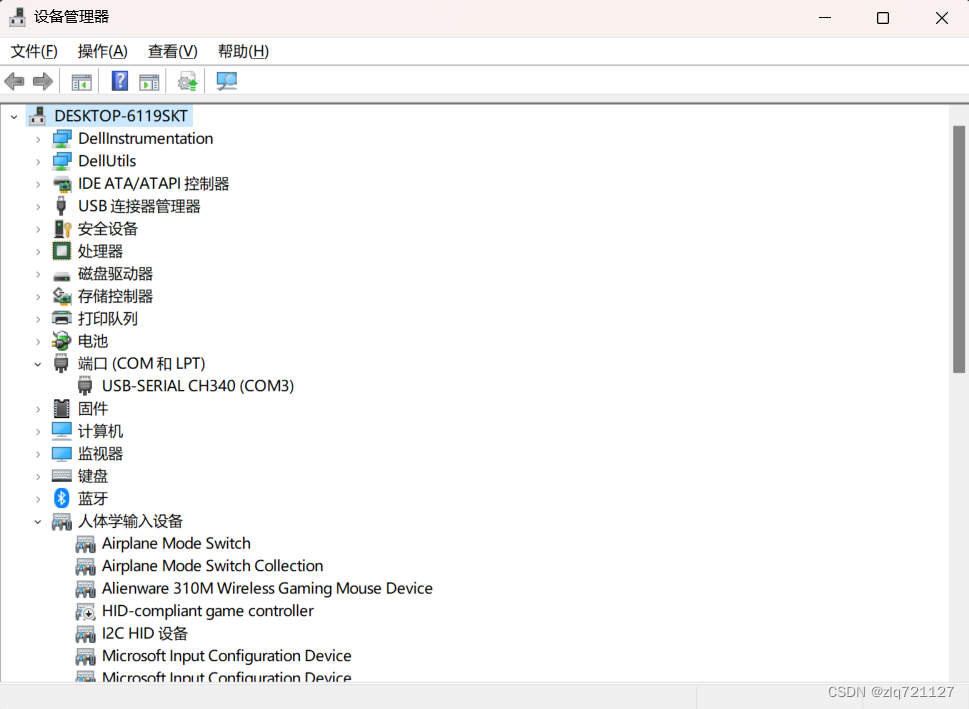 设备管理器
文件(F) 操作(A) 查看(V) 帮助(H)
DESKTOP-6119SKT
DellInstrumentation
DellUtils
IDE ATA/ATAPI 控制器
USB 连接器管理器
安全设备
处理器
磁盘驱动器
存储控制器
打印队列
电池
端口 (COM 和 LPT)
USB-SERIAL CH340 (COM3)
固件
计算机
监视器
键盘
蓝牙
人体学输入设备
Airplane Mode Switch
Airplane Mode Switch Collection
Alienware 310M Wireless Gaming Mouse Device
HID-compliant game controller
I2C HID 设备
Microsoft Input Configuration Device
Microsoft Input Configuration Device
CSDN @zlq721127